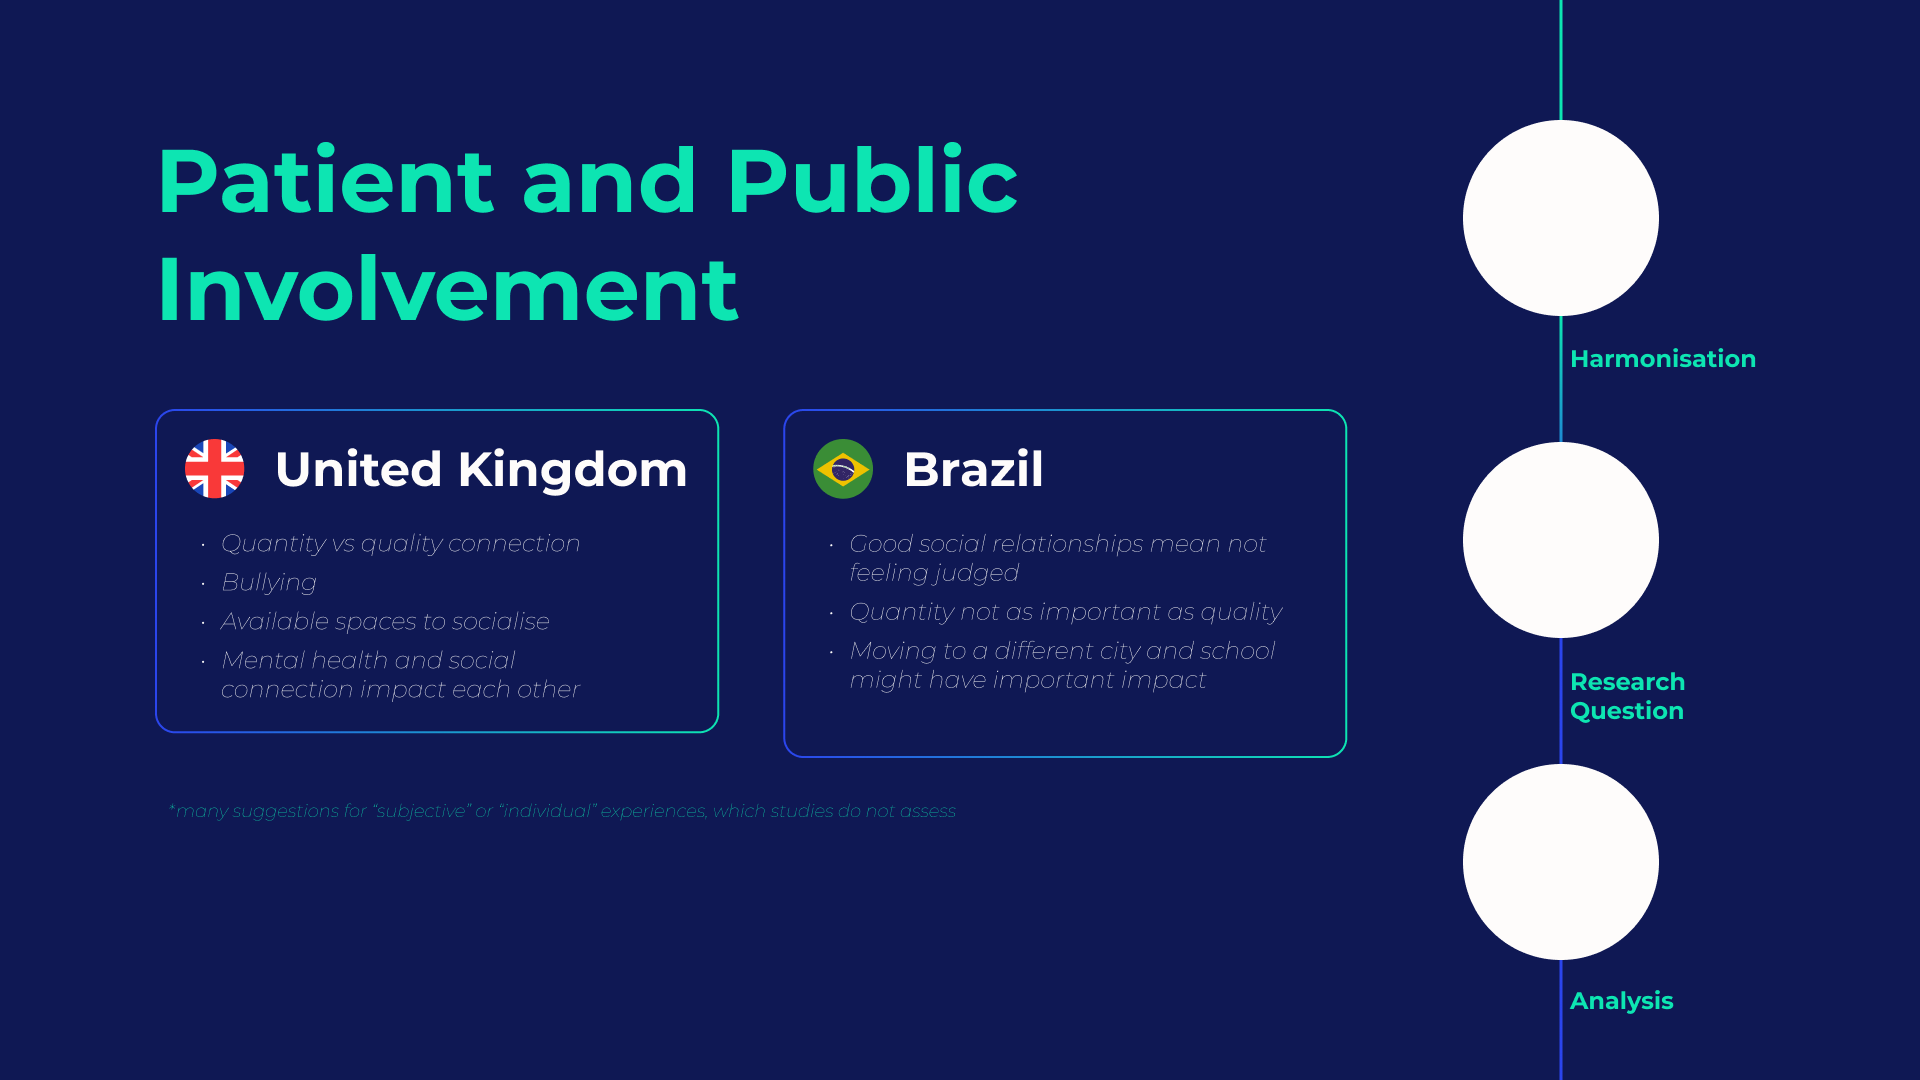 Patient and Public
Involvement
United Kingdom
• Quantity vs quality connection
• Bullying
• Available spaces to socialise
• Mental health and social
connection impact each other
Brazil
• Good social relationships mean not
feeling judged
• Quantity not as important as quality
• Moving to a different city and school
might have important impact
*many suggestions for “subjective” or “individual” experiences, which studies do not assess
Harmonisation
Research
Question
Analysis